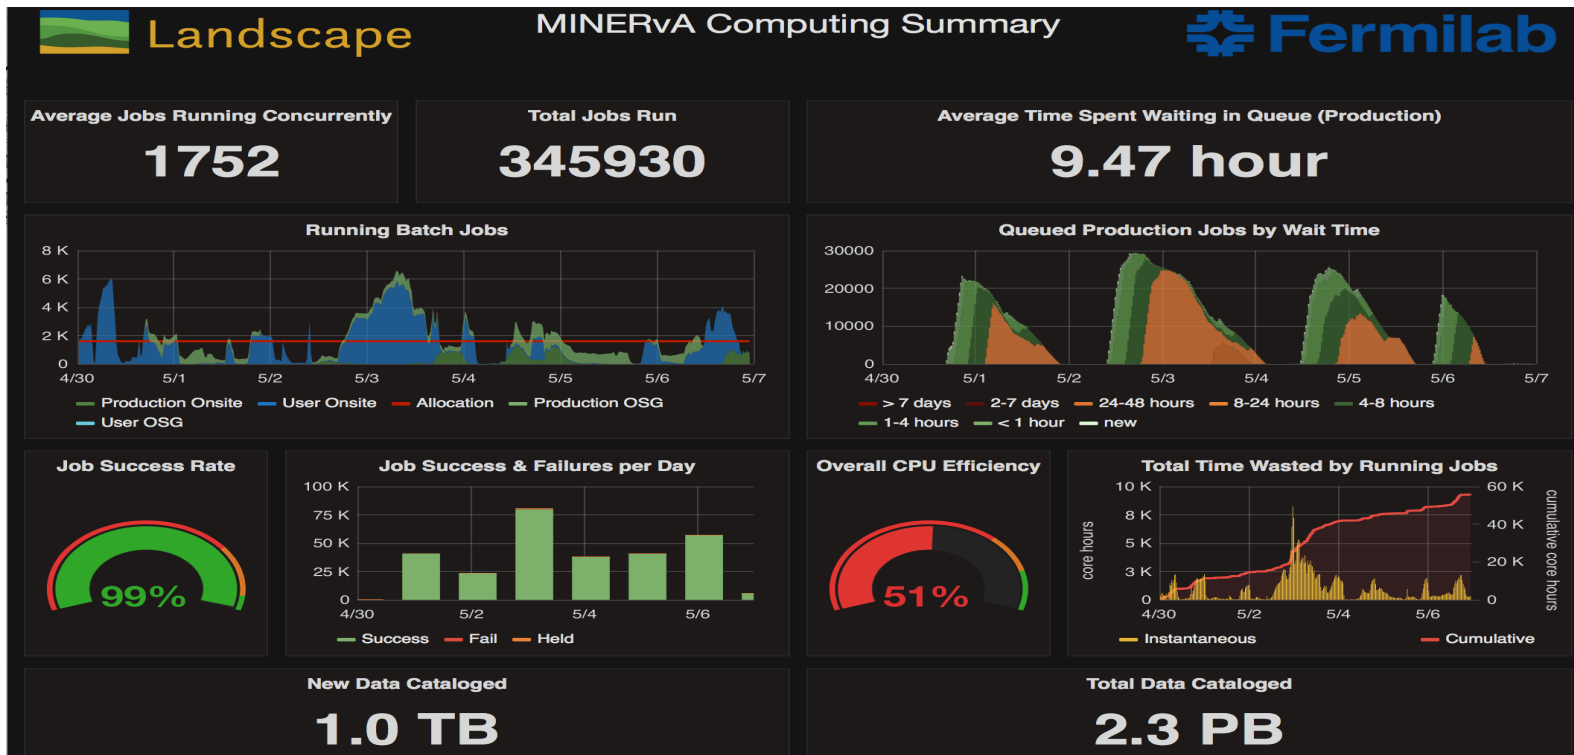 Landscape
MINERvA Computing Summary
Fermilab
Average Jobs Running Concurrently
1752
Total Jobs Run
345930
Average Time Spent Waiting in Queue (Production)
9.47 hour
Running Batch Jobs
8 K
6 K
4 K
2 K
0
4/30 5/1 5/2 5/3 5/4 5/5 5/6 5/7
Production Onsite User Onsite Allocation Production OSG
User OSG
Queued Production Jobs by Wait Time
30000
20000
10000
0
4/30 5/1 5/2 5/3 5/4 5/5 5/6 5/7
> 7 days 2-7 days 24-48 hours 8-24 hours 4-8 hours
1-4 hours < 1 hour new
Job Success Rate
99%
Job Success & Failures per Day
100 K
75 K
50 K
25 K
0
4/30 5/2 5/4 5/6
Success Fail Held
Overall CPU Efficiency
51%
Total Time Wasted by Running Jobs
core hours
10 K
8 K
5 K
3 K
0
60 K
40 K
20 K
0
cumulative core hours
4/30 5/2 5/4 5/6
Instantaneous Cumulative
New Data Cataloged
1.0 TB
Total Data Cataloged
2.3 PB